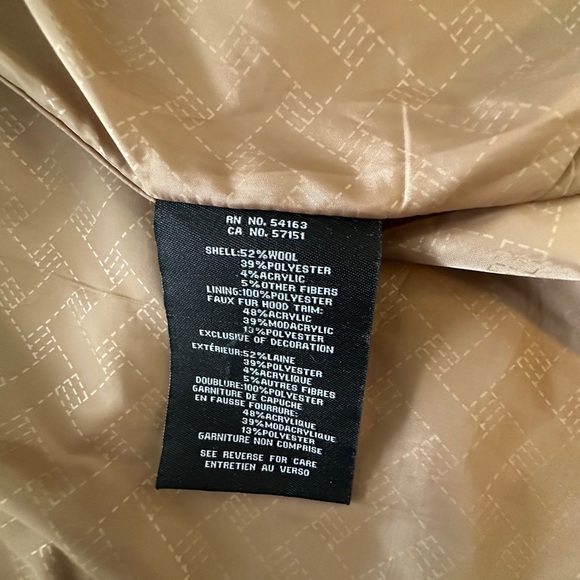 RN NO. 54163
CA NO. 57151
SHELL:52%WOOL
39%POLYESTER
4%ACRYLIC
5%OTHER FIBERS
LINING:100%POLYESTER
FAUX FUR HOOD TRIM:
48%ACRYLIC
39%MODACRYLIC
13%POLYESTER
EXCLUSIVE OF DECORATION
EXTÉRIEUR:52%LAINE
39%POLYESTER
4%ACRYLIQUE
5%AUTRES FIBRES
DOUBLURE:100%POLYESTER
GARNITURE DE CAPUCHE
EN FAUSSE FOURRURE:
48%ACRYLIQUE
39%MODACRYLIQUE
13%POLYESTER
GARNITURE NON COMPRISE
SEE REVERSE FOR CARE
ENTRETIEN AU VERSO